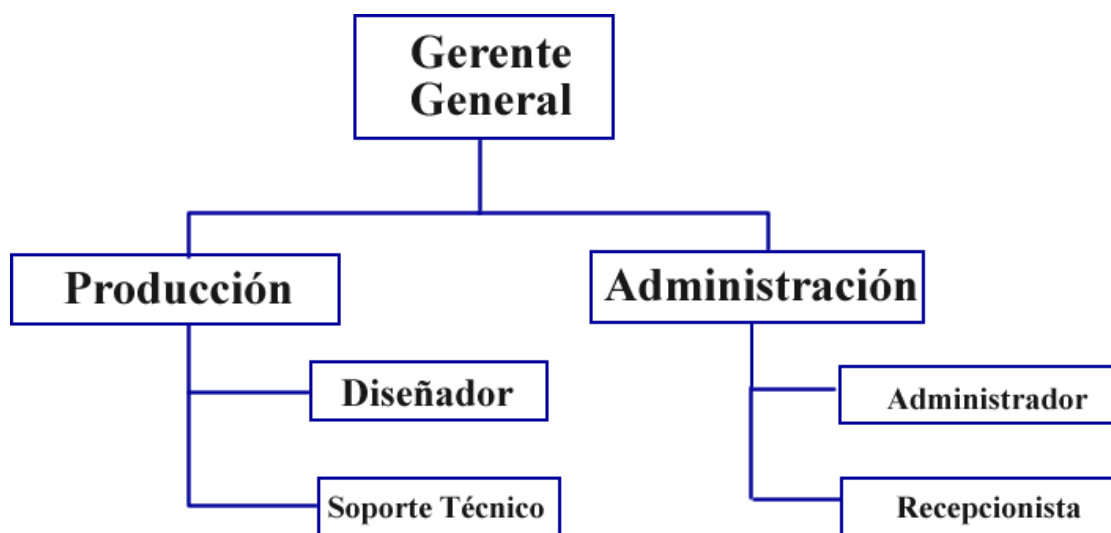 Gerente
General
Producción
Administración
Diseñador
Administrador
Soporte Técnico
Recepcionista